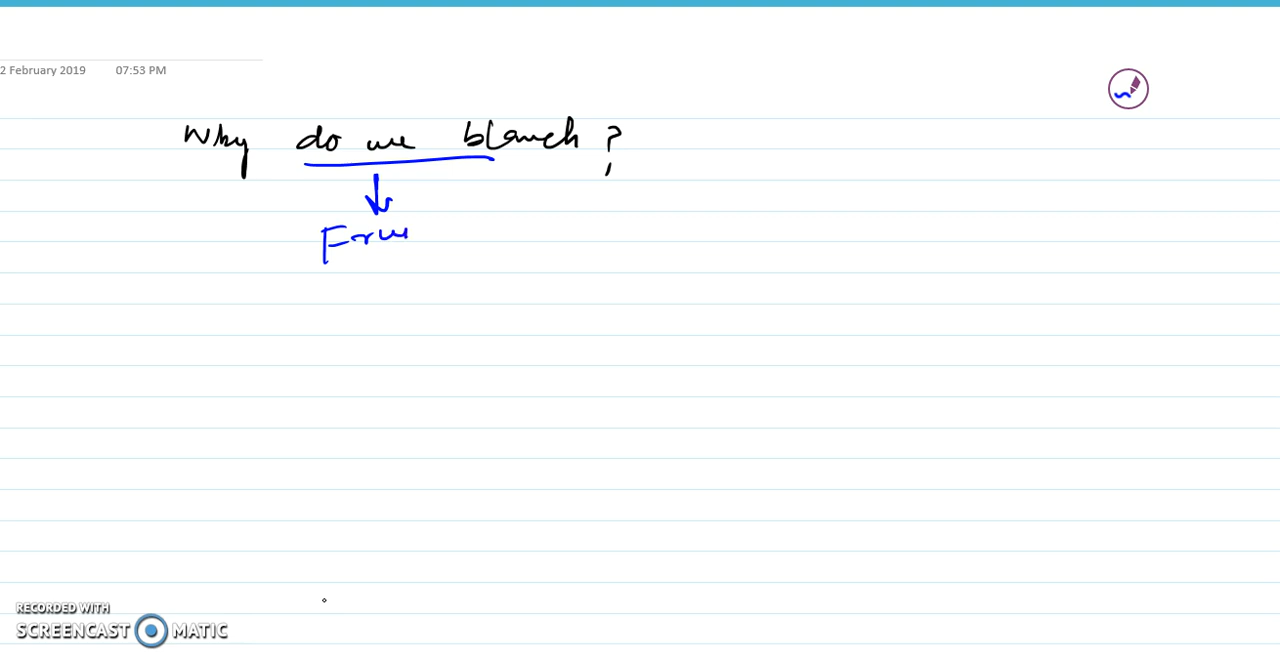 2 February 2019 07:53 PM
Why do we blanch ?
RECORDED WITH
SCREENCAST MATIC